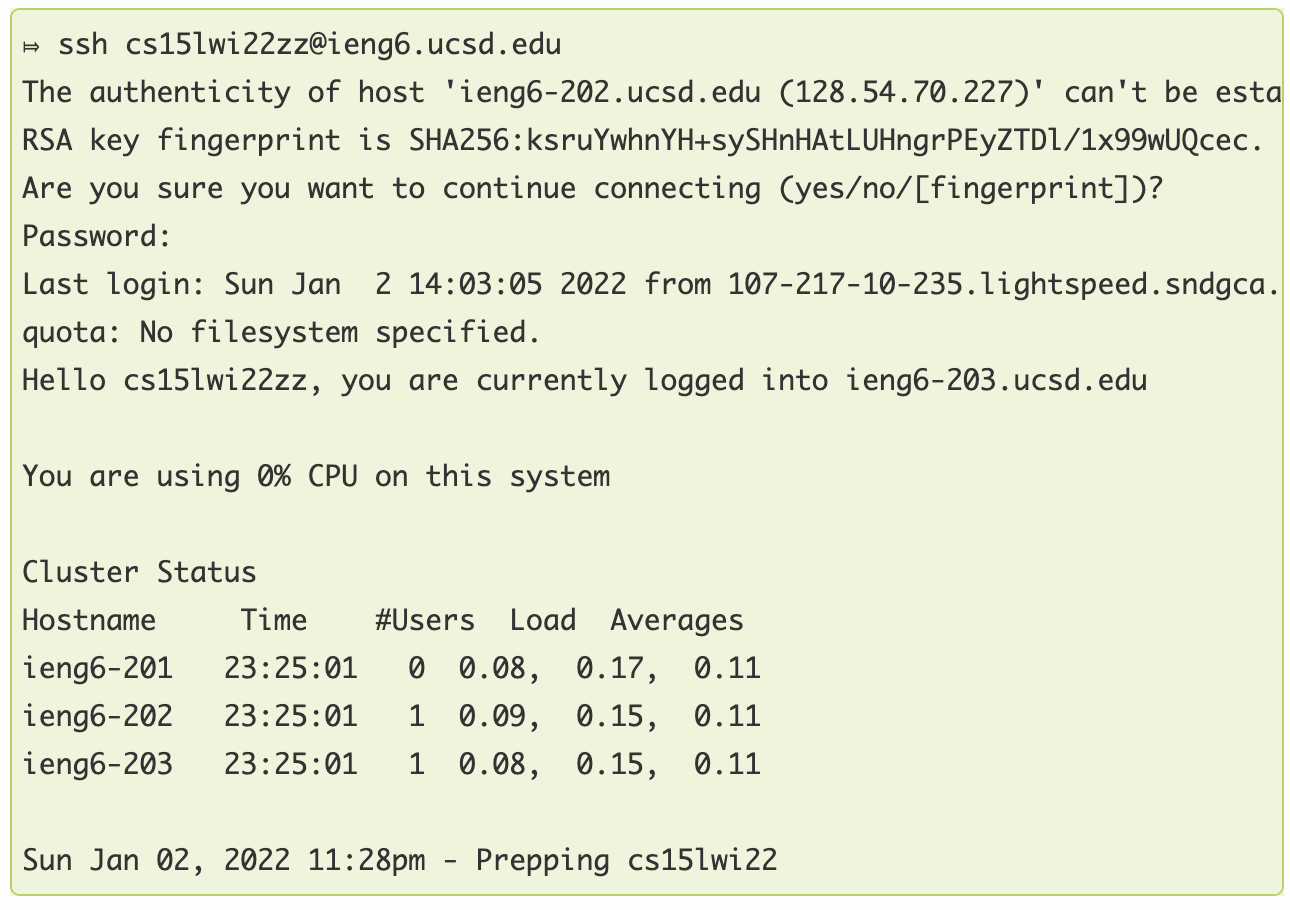 ⤇ ssh cs15lwi22zz@ieng6.ucsd.edu
The authenticity of host 'ieng6-202.ucsd.edu (128.54.70.227)' can't be esta
RSA key fingerprint is SHA256:ksruYwhnYH+sySHnHAtLUHngrPEyZTDl/1x99wUQcec.
Are you sure you want to continue connecting (yes/no/[fingerprint])?
Password:
Last login: Sun Jan  2 14:03:05 2022 from 107-217-10-235.lightspeed.sndgca.
quota: No filesystem specified.
Hello cs15lwi22zz, you are currently logged into ieng6-203.ucsd.edu
You are using 0% CPU on this system
Cluster Status
Hostname     Time    #Users  Load  Averages
ieng6-201   23:25:01   0  0.08,  0.17,  0.11
ieng6-202   23:25:01   1  0.09,  0.15,  0.11
ieng6-203   23:25:01   1  0.08,  0.15,  0.11
Sun Jan 02, 2022 11:28pm - Prepping cs15lwi22